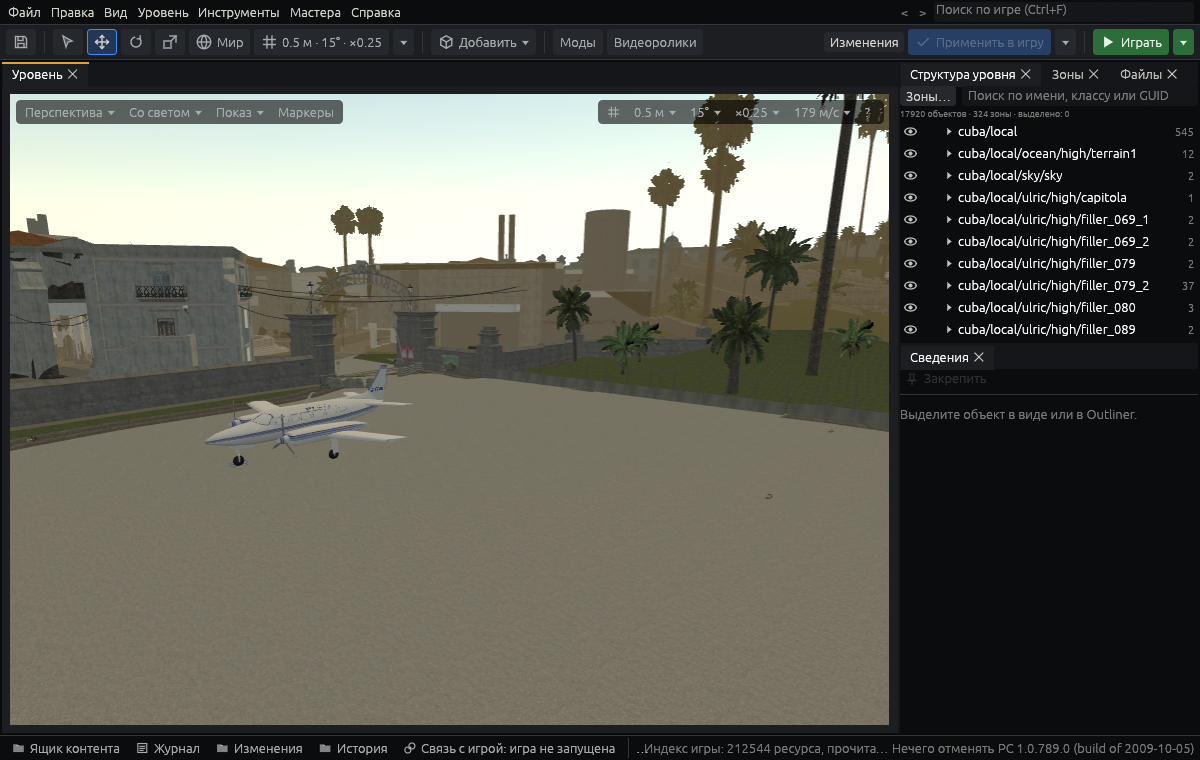 Файл Правка Вид Уровень Инструменты Мастера Справка < > Поиск по игре (Ctrl+F)
Мир 0.5 м · 15° · ×0.25 Добавить Моды Видеоролики Изменения Применить в игру Играть
Уровень
Перспектива Со светом Показ Маркеры 0.5 м 15° ×0.25 179 м/с ?
Структура уровня Зоны Файлы
Зоны… Поиск по имени, классу или GUID
17920 объектов · 324 зоны · выделено: 0
cuba/local 545
cuba/local/ocean/high/terrain1 12
cuba/local/sky/sky 2
cuba/local/ulric/high/capitola 1
cuba/local/ulric/high/filler_069_1 2
cuba/local/ulric/high/filler_069_2 2
cuba/local/ulric/high/filler_079 2
cuba/local/ulric/high/filler_079_2 37
cuba/local/ulric/high/filler_080 3
cuba/local/ulric/high/filler_089 2
Сведения
Закрепить
Выделите объект в виде или в Outliner.
Ящик контента Журнал Изменения История Связь с игрой: игра не запущена ..Индекс игры: 212544 ресурса, прочита… Нечего отменять PC 1.0.789.0 (build of 2009-10-05)